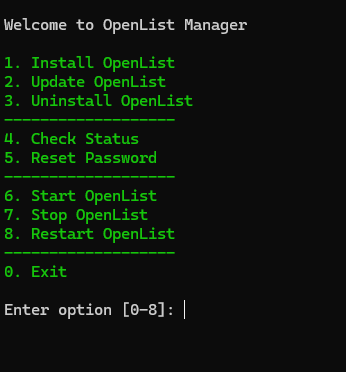 Welcome to OpenList Manager
1. Install OpenList
2. Update OpenList
3. Uninstall OpenList
-------------------
4. Check Status
5. Reset Password
-------------------
6. Start OpenList
7. Stop OpenList
8. Restart OpenList
-------------------
0. Exit
Enter option [0-8]: